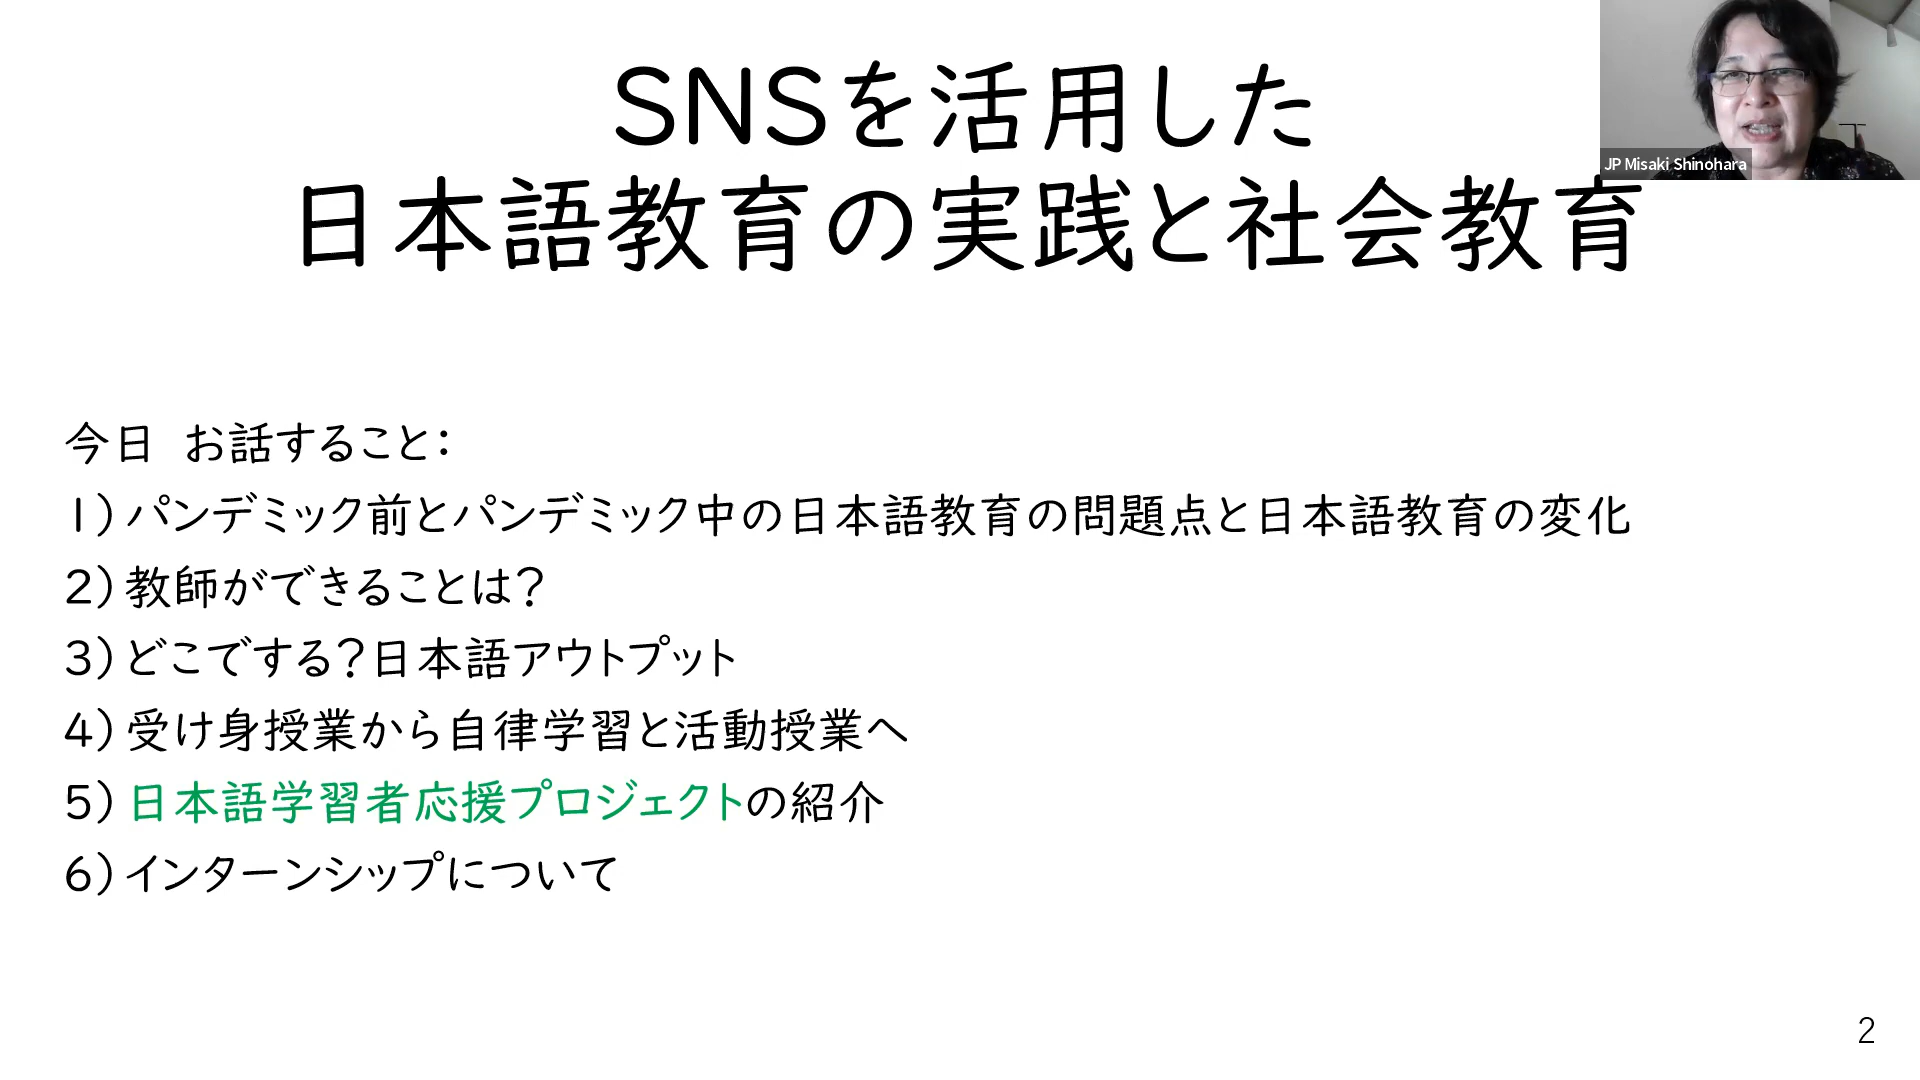 SNSを活用した
日本語教育の実践と社会教育
JP Misaki Shinohara
今日 お話すること：
1）パンデミック前とパンデミック中の日本語教育の問題点と日本語教育の変化
2）教師ができることは？
3）どこでする？日本語アウトプット
4）受け身授業から自律学習と活動授業へ
5）日本語学習者応援プロジェクトの紹介
6）インターンシップについて
2